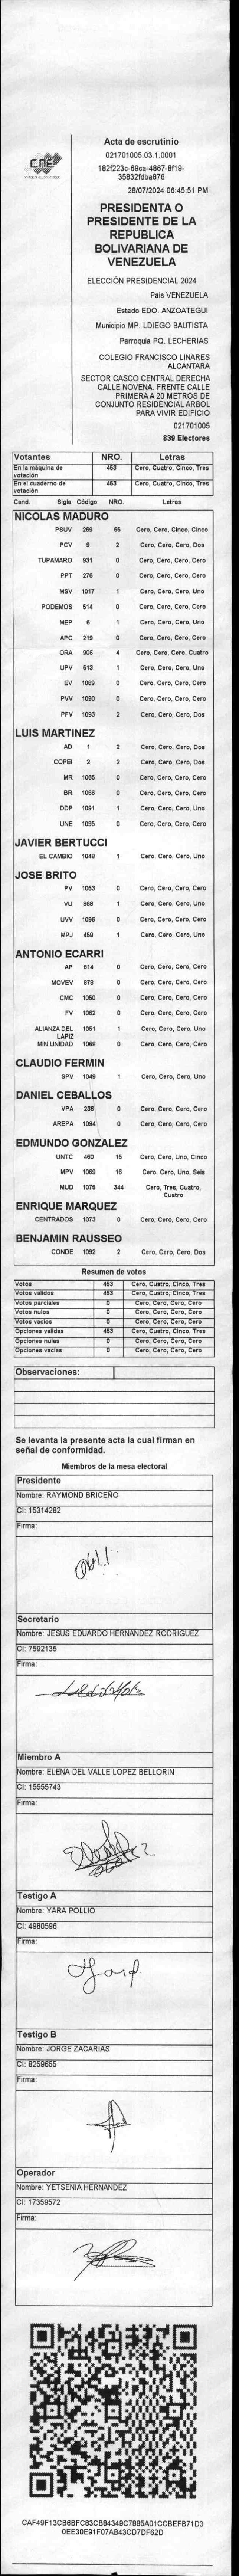 CNE
Acta de escrutinio
021701005.03.1.0001
182f223c-69ca-4867-8f19-
35832fdba976
28/07/2024 06:45:51 PM
PRESIDENTA O
PRESIDENTE DE LA
REPUBLICA
BOLIVARIANA DE
VENEZUELA
ELECCIÓN PRESIDENCIAL 2024
País VENEZUELA
Estado EDO. ANZOATEGUI
Municipio MP. LDIEGO BAUTISTA
Parroquia PQ. LECHERIAS
COLEGIO FRANCISCO LINARES
ALCANTARA
SECTOR CASCO CENTRAL DERECHA
CALLE NOVENA. FRENTE CALLE
PRIMERA A 20 METROS DE
CONJUNTO RESIDENCIAL ARBOL
PARA VIVIR EDIFICIO
021701005
839 Electores
Votantes NRO. Letras
En la máquina de votación 453 Cero, Cuatro, Cinco, Tres
En el cuaderno de votación 453 Cero, Cuatro, Cinco, Tres
Cand. Sigla Código NRO. Letras
NICOLAS MADURO
PSUV 269 55 Cero, Cero, Cinco, Cinco
PCV 9 2 Cero, Cero, Cero, Dos
TUPAMARO 931 0 Cero, Cero, Cero, Cero
PPT 276 0 Cero, Cero, Cero, Cero
MSV 1017 1 Cero, Cero, Cero, Uno
PODEMOS 514 0 Cero, Cero, Cero, Cero
MEP 6 1 Cero, Cero, Cero, Uno
APC 219 0 Cero, Cero, Cero, Cero
ORA 906 4 Cero, Cero, Cero, Cuatro
UPV 513 1 Cero, Cero, Cero, Uno
EV 1089 0 Cero, Cero, Cero, Cero
PVV 1090 0 Cero, Cero, Cero, Cero
PFV 1093 2 Cero, Cero, Cero, Dos
LUIS MARTINEZ
AD 1 2 Cero, Cero, Cero, Dos
COPEI 2 2 Cero, Cero, Cero, Dos
MR 1065 0 Cero, Cero, Cero, Cero
BR 1066 0 Cero, Cero, Cero, Cero
DDP 1091 1 Cero, Cero, Cero, Uno
UNE 1095 0 Cero, Cero, Cero, Cero
JAVIER BERTUCCI
EL CAMBIO 1048 1 Cero, Cero, Cero, Uno
JOSE BRITO
PV 1053 0 Cero, Cero, Cero, Cero
VU 868 1 Cero, Cero, Cero, Uno
UVV 1096 0 Cero, Cero, Cero, Cero
MPJ 458 1 Cero, Cero, Cero, Uno
ANTONIO ECARRI
AP 814 0 Cero, Cero, Cero, Cero
MOVEV 878 0 Cero, Cero, Cero, Cero
CMC 1050 0 Cero, Cero, Cero, Cero
FV 1062 0 Cero, Cero, Cero, Cero
ALIANZA DEL LAPIZ 1051 1 Cero, Cero, Cero, Uno
MIN UNIDAD 1068 0 Cero, Cero, Cero, Cero
CLAUDIO FERMIN
SPV 1049 1 Cero, Cero, Cero, Uno
DANIEL CEBALLOS
VPA 236 0 Cero, Cero, Cero, Cero
AREPA 1094 0 Cero, Cero, Cero, Cero
EDMUNDO GONZALEZ
UNTC 460 15 Cero, Cero, Uno, Cinco
MPV 1069 16 Cero, Cero, Uno, Seis
MUD 1075 344 Cero, Tres, Cuatro, Cuatro
ENRIQUE MARQUEZ
CENTRADOS 1073 0 Cero, Cero, Cero, Cero
BENJAMIN RAUSSEO
CONDE 1092 2 Cero, Cero, Cero, Dos
Resumen de votos
Votos 453 Cero, Cuatro, Cinco, Tres
Votos validos 453 Cero, Cuatro, Cinco, Tres
Votos parciales 0 Cero, Cero, Cero, Cero
Votos nulos 0 Cero, Cero, Cero, Cero
Votos vacios 0 Cero, Cero, Cero, Cero
Opciones validas 453 Cero, Cuatro, Cinco, Tres
Opciones nulas 0 Cero, Cero, Cero, Cero
Opciones vacias 0 Cero, Cero, Cero, Cero
Observaciones:
Se levanta la presente acta la cual firman en
señal de conformidad.
Miembros de la mesa electoral
Presidente
Nombre: RAYMOND BRICEÑO
CI: 15314282
Firma:
Secretario
Nombre: JESUS EDUARDO HERNANDEZ RODRIGUEZ
CI: 7592135
Firma:
Miembro A
Nombre: ELENA DEL VALLE LOPEZ BELLORIN
CI: 15555743
Firma:
Testigo A
Nombre: YARA POLLIO
CI: 4980596
Firma:
Testigo B
Nombre: JORGE ZACARIAS
CI: 8259655
Firma:
Operador
Nombre: YETSENIA HERNANDEZ
CI: 17359572
Firma:
CAF49F13CB6BFC83CB84349C7885A01CCBEFB71D3
0EE30E91F07AB43CD7DF62D